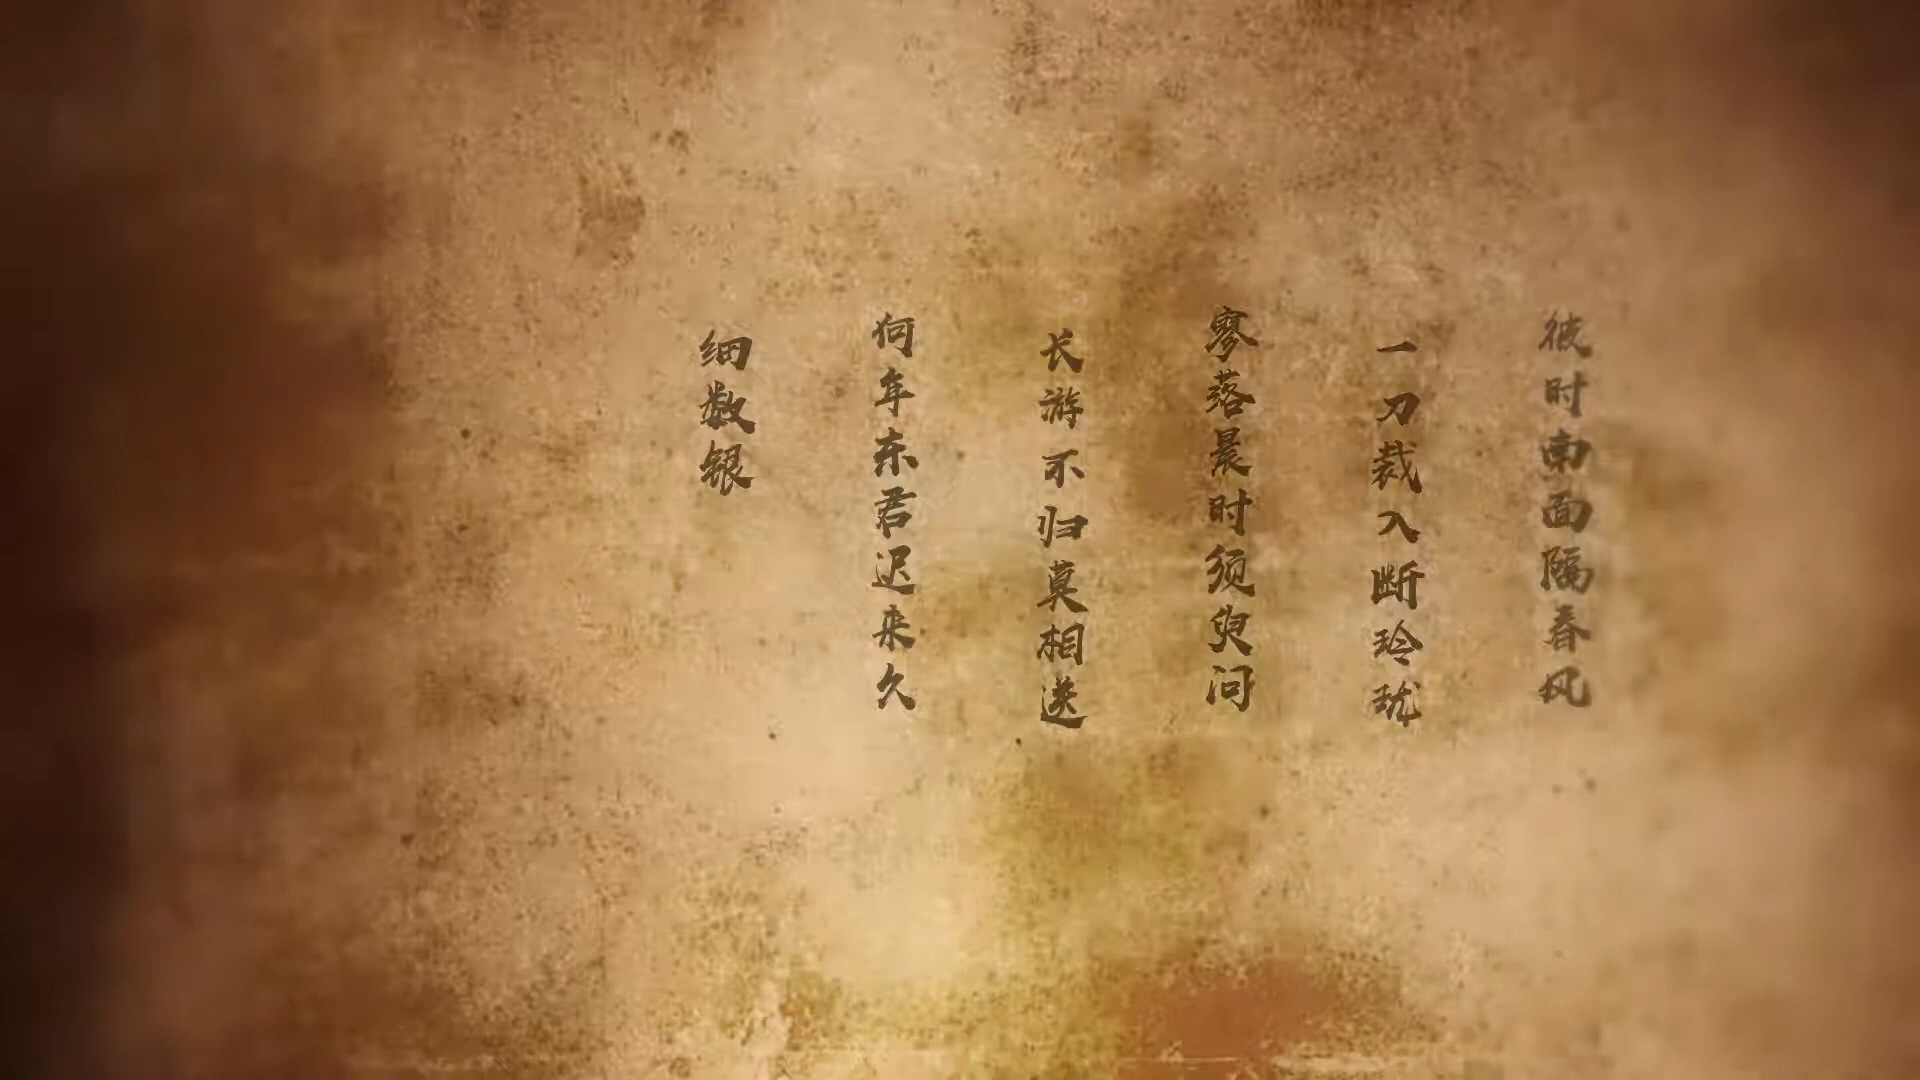 彼时南面隔春风
一刀裁入断玲珑
寥落晨时须臾问
长游不归莫相送
何年东君迟来久
细数银